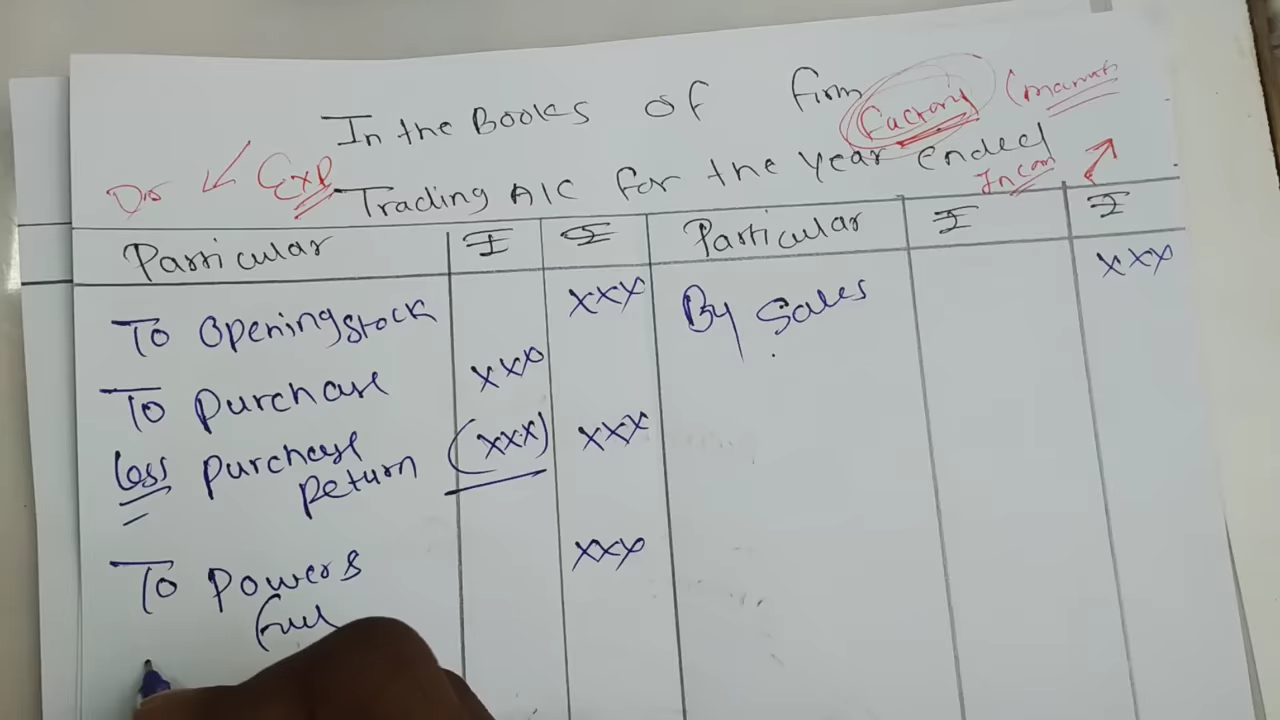 In the Books of firm Factory (manuf
Dir Exp Trading A/C for the year ended Incom
Particular ₹ ₹ Particular ₹ ₹
To Opening stock xxx By Sales xxx
To Purchase xxx
Less Purchase Return (xxx) xxx
To Power & Fuel xxx